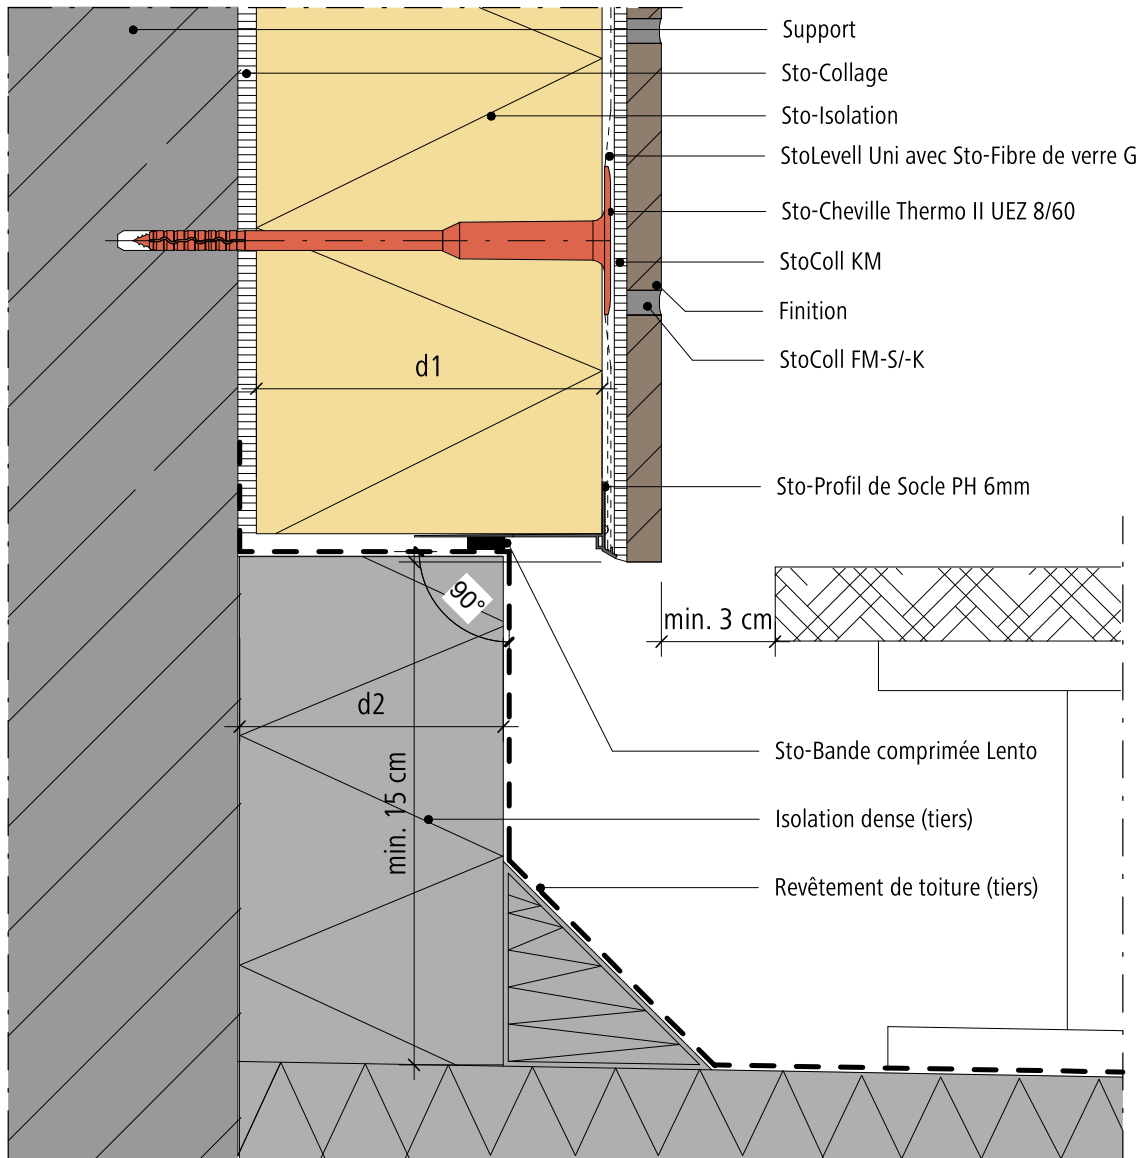 Support
Sto-Collage
Sto-Isolation
StoLevell Uni avec Sto-Fibre de verre G
Sto-Cheville Thermo II UEZ 8/60
StoColl KM
Finition
StoColl FM-S/-K
d1
Sto-Profil de Socle PH 6mm
90°
min. 3 cm
d2
Sto-Bande comprimée Lento
min. 15 cm
Isolation dense (tiers)
Revêtement de toiture (tiers)